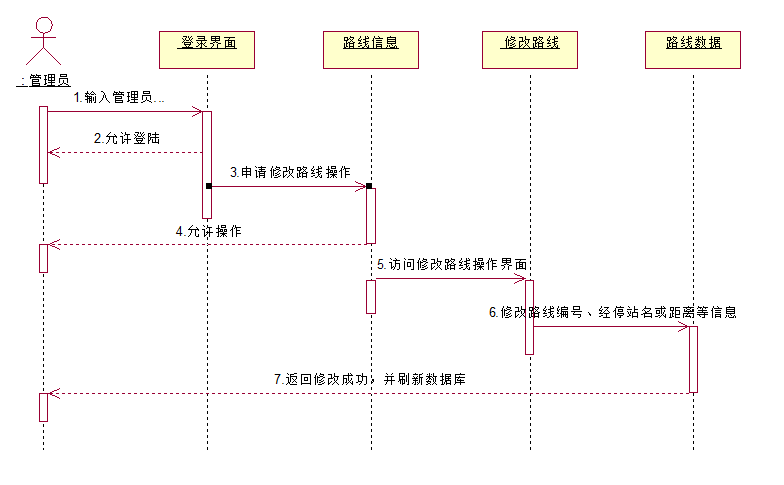 登录界面
路线信息
修改路线
路线数据
: 管理员
1.输入管理员...
2.允许登陆
3.申请修改路线操作
4.允许操作
5.访问修改路线操作界面
6.修改路线编号、经停站名或距离等信息
7.返回修改成功，并刷新数据库